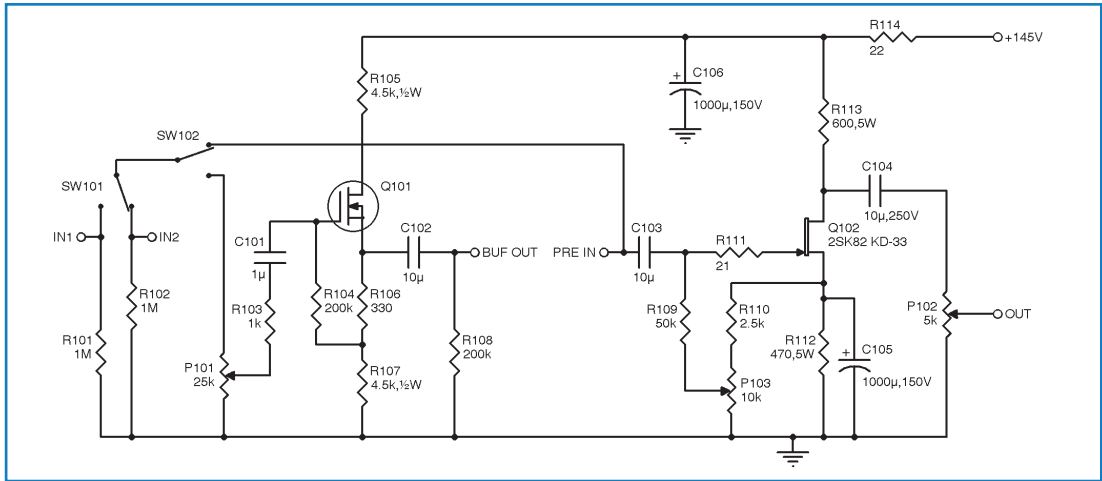 R114
22
+145V
R105
4.5k,½W
C106
1000µ,150V
R113
600,5W
SW102
SW101
Q101
C104
10µ,250V
IN1
IN2
C101
1µ
C102
10µ
BUF OUT
PRE IN
C103
10µ
R111
21
Q102
2SK82 KD-33
R102
1M
R103
1k
R104
200k
R106
330
R109
50k
R110
2.5k
P102
5k
OUT
R101
1M
P101
25k
R108
200k
R107
4.5k,½W
R112
470,5W
C105
1000µ,150V
P103
10k